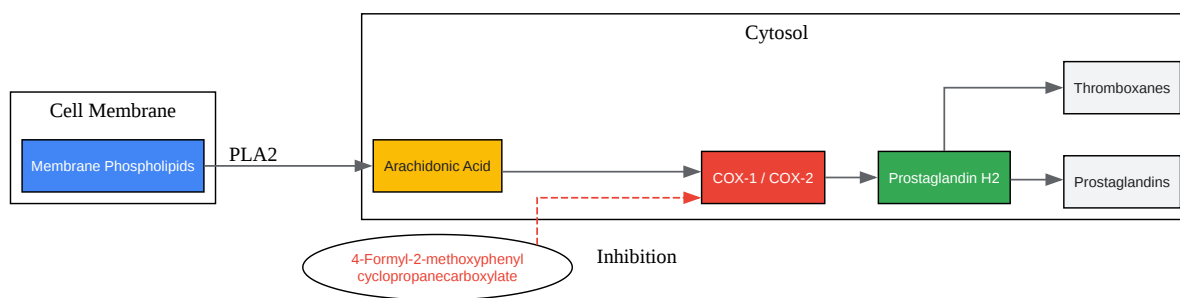 Cytosol
Thromboxanes
Cell Membrane
Membrane Phospholipids
PLA2
Arachidonic Acid
COX-1 / COX-2
Prostaglandin H2
Prostaglandins
4-Formyl-2-methoxyphenyl
cyclopropanecarboxylate
Inhibition